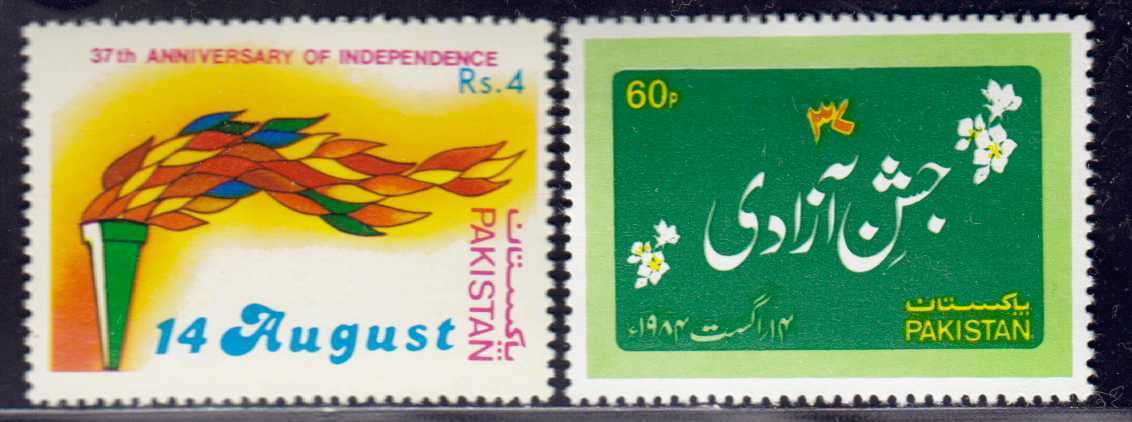 37th ANNIVERSARY OF INDEPENDENCE
Rs.4
پاکستان
PAKISTAN
14 August
60P
۳۷
جشنِ آزادی
۱۴ اگست ۱۹۸۴ء
پاکستان
PAKISTAN